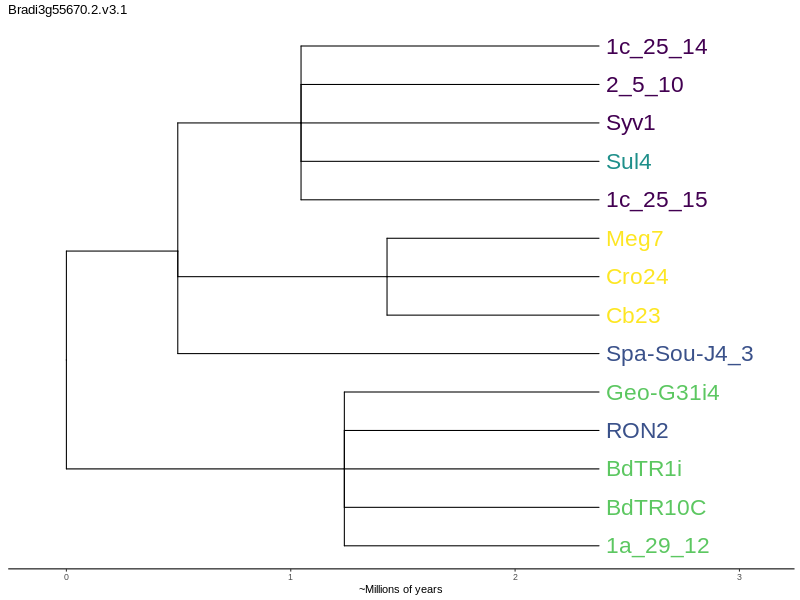 Bradi3g55670.2.v3.1
1c_25_14
2_5_10
Syv1
Sul4
1c_25_15
Meg7
Cro24
Cb23
Spa-Sou-J4_3
Geo-G31i4
RON2
BdTR1i
BdTR10C
1a_29_12
0 1 2 3
~Millions of years